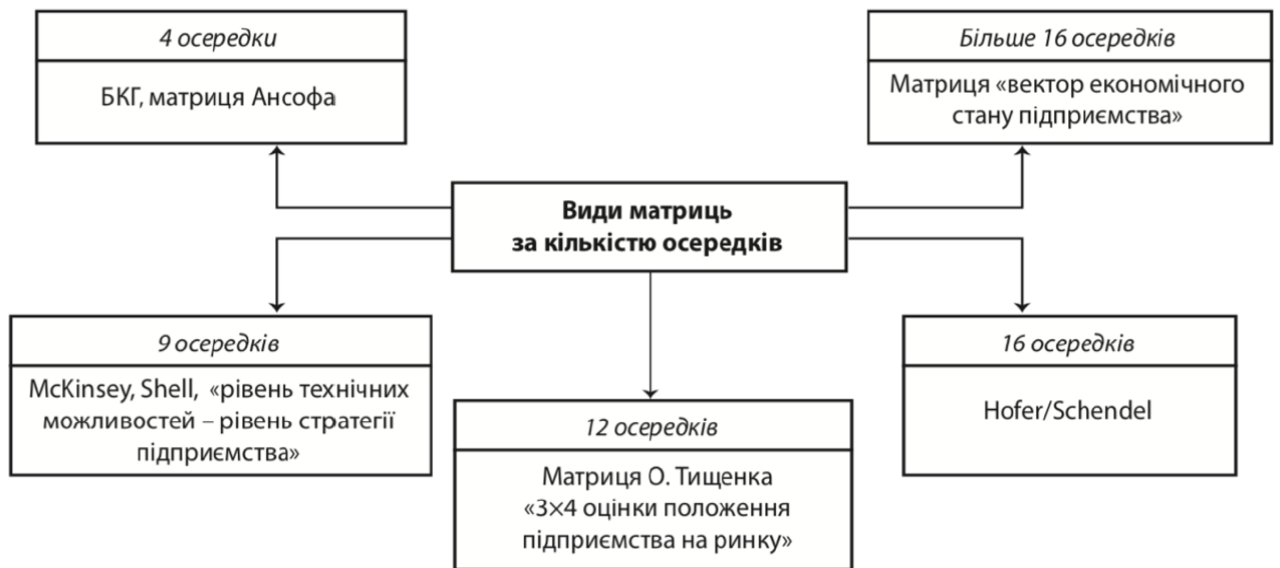 4 осередки
БКГ, матриця Ансофа
Більше 16 осередків
Матриця «вектор економічного
стану підприємства»
Види матриць
за кількістю осередків
9 осередків
McKinsey, Shell, «рівень технічних
можливостей – рівень стратегії
підприємства»
12 осередків
Матриця О. Тищенка
«3×4 оцінки положення
підприємства на ринку»
16 осередків
Hofer/Schendel